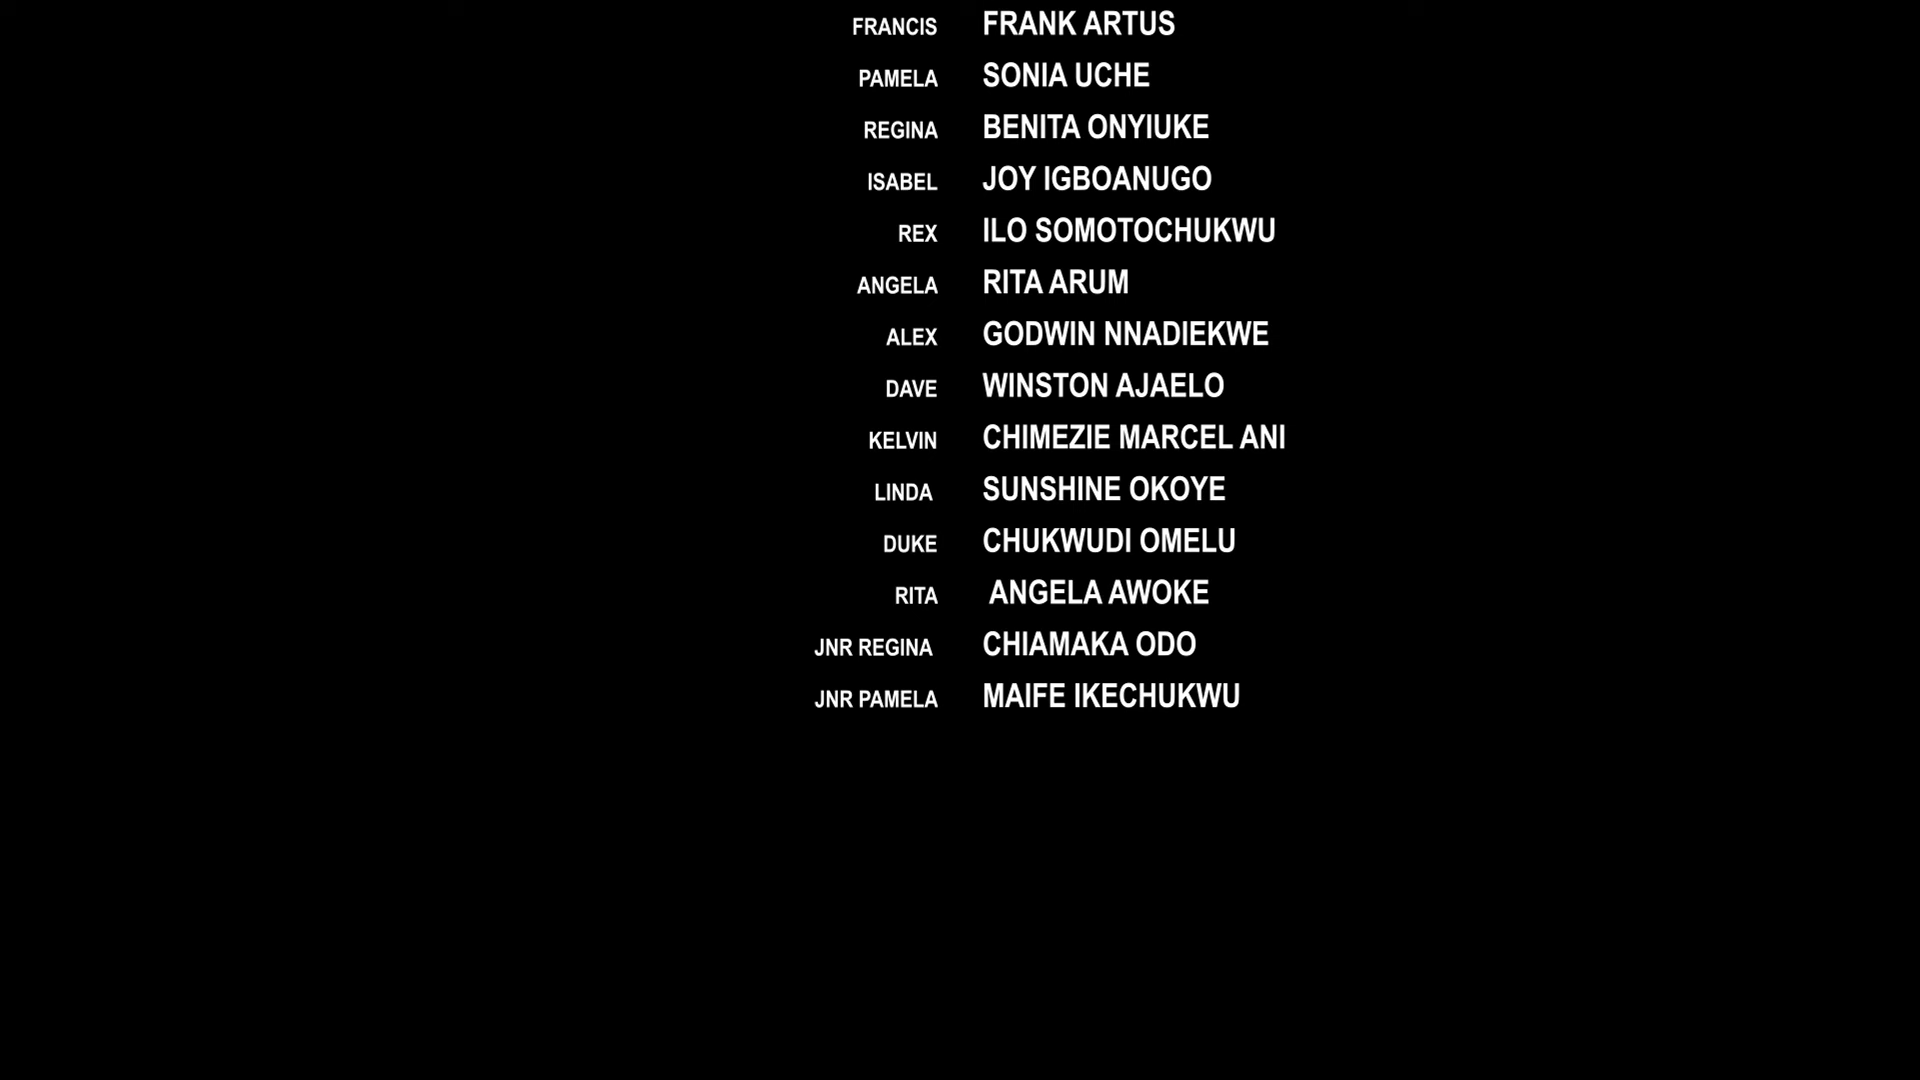 FRANCIS FRANK ARTUS
PAMELA SONIA UCHE
REGINA BENITA ONYIUKE
ISABEL JOY IGBOANUGO
REX ILO SOMOTOCHUKWU
ANGELA RITA ARUM
ALEX GODWIN NNADIEKWE
DAVE WINSTON AJAELO
KELVIN CHIMEZIE MARCEL ANI
LINDA SUNSHINE OKOYE
DUKE CHUKWUDI OMELU
RITA ANGELA AWOKE
JNR REGINA CHIAMAKA ODO
JNR PAMELA MAIFE IKECHUKWU